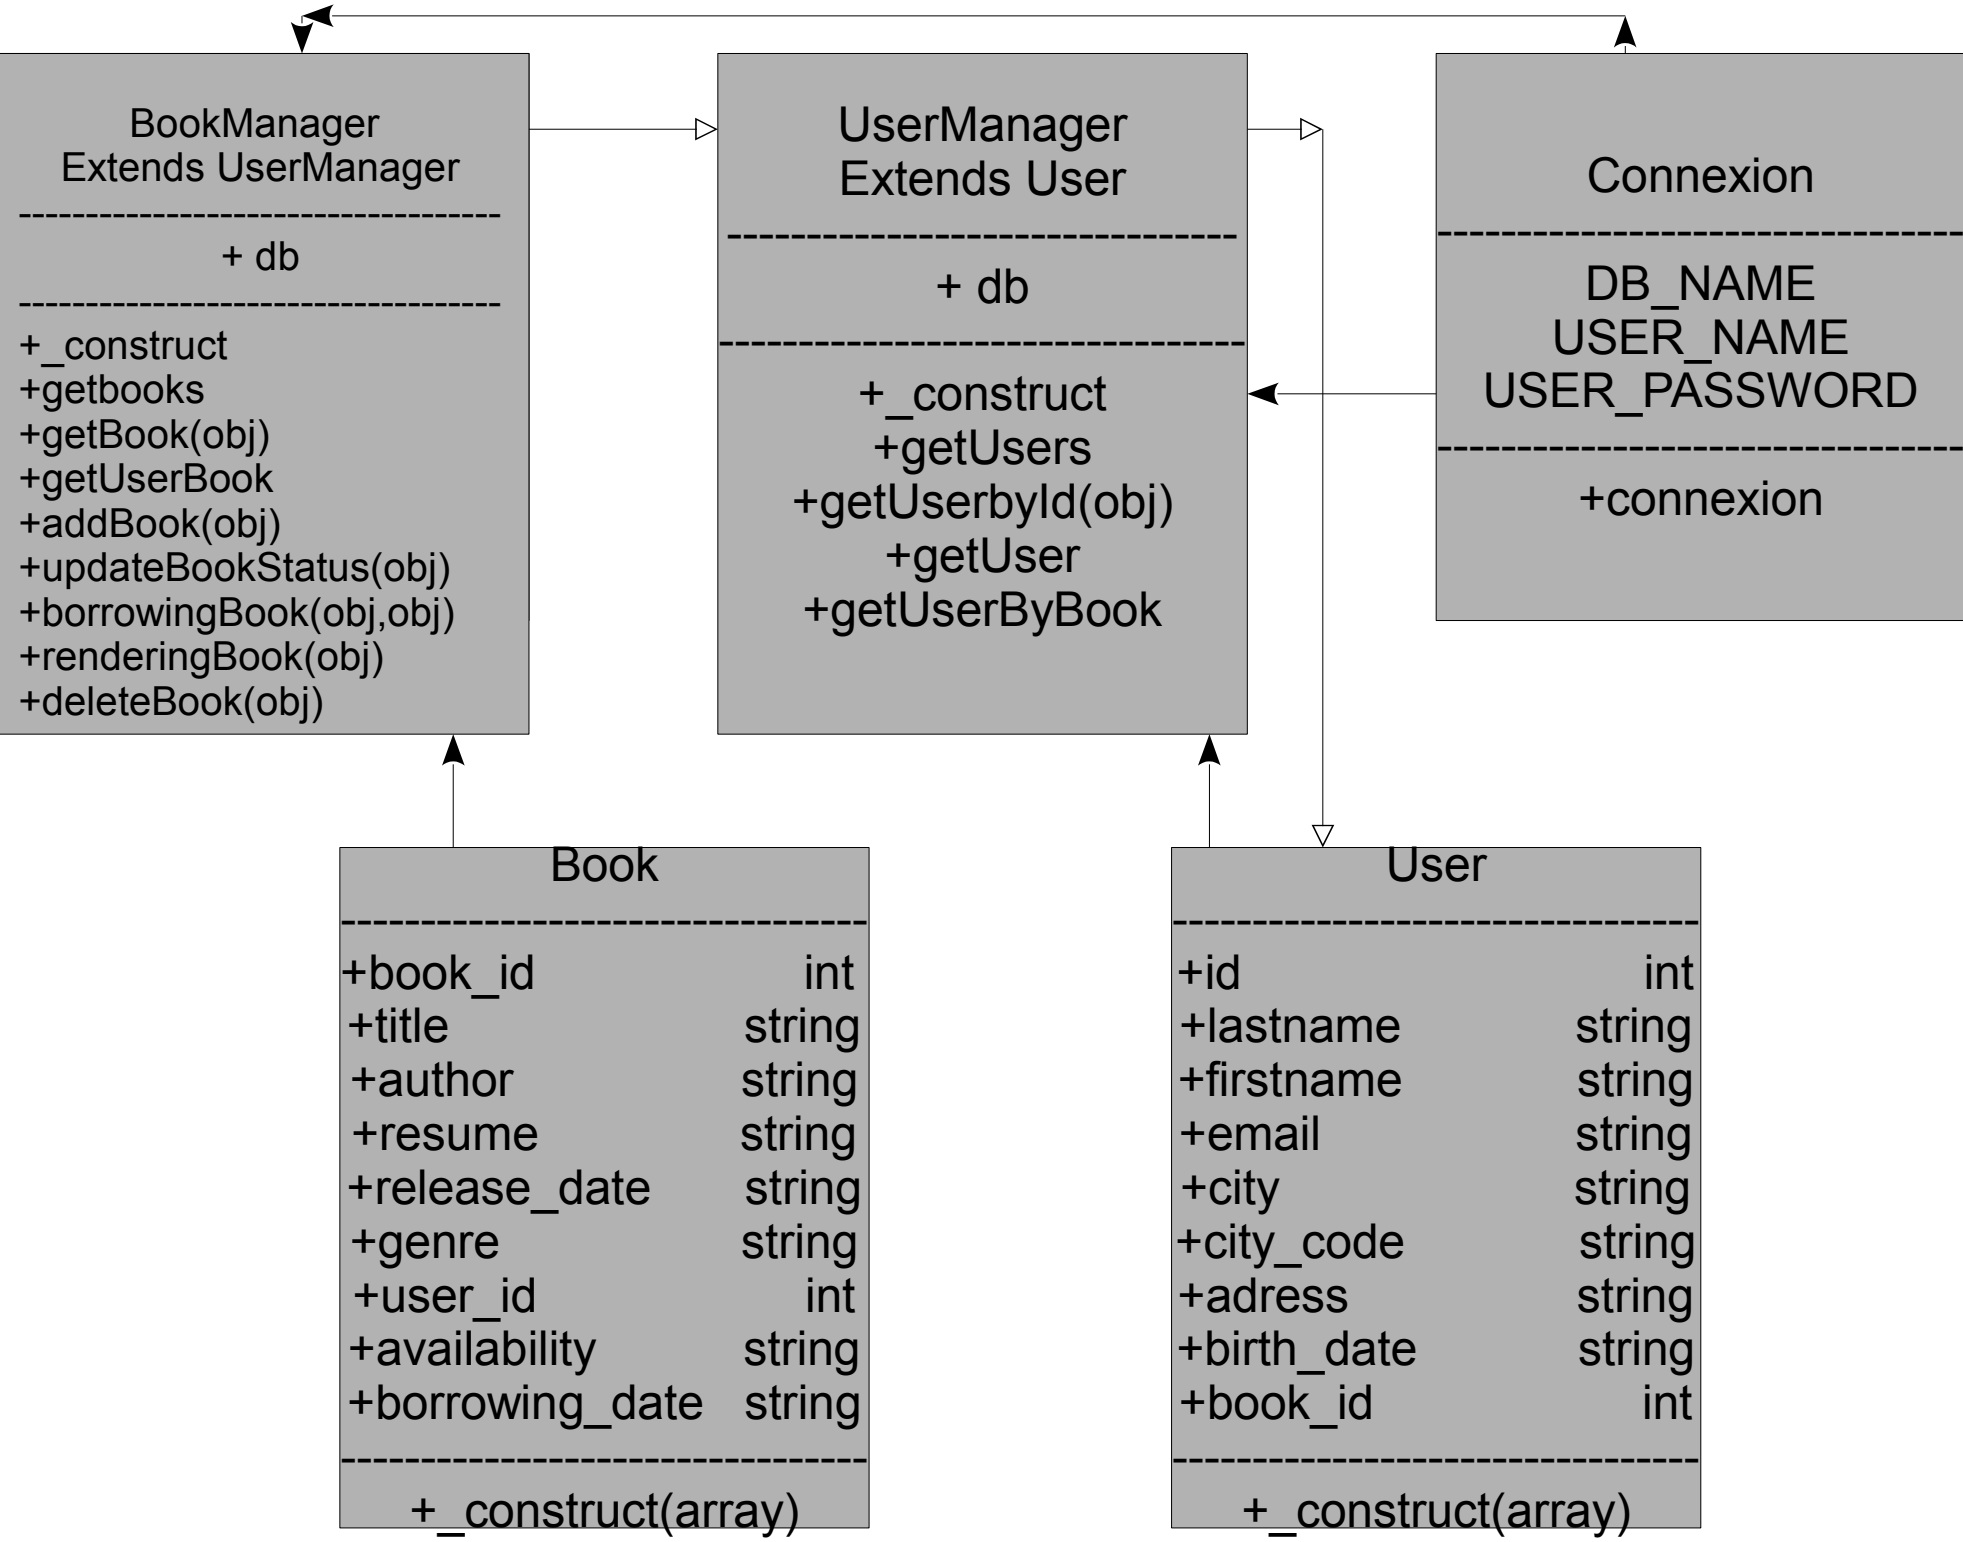 BookManager
Extends UserManager
+ db
+_construct
+getbooks
+getBook(obj)
+getUserBook
+addBook(obj)
+updateBookStatus(obj)
+borrowingBook(obj,obj)
+renderingBook(obj)
+deleteBook(obj)
UserManager
Extends User
+ db
+_construct
+getUsers
+getUserbyId(obj)
+getUser
+getUserByBook
Connexion
DB_NAME
USER_NAME
USER_PASSWORD
+connexion
Book
+book_id int
+title string
+author string
+resume string
+release_date string
+genre string
+user_id int
+availability string
+borrowing_date string
+_construct(array)
User
+id int
+lastname string
+firstname string
+email string
+city string
+city_code string
+adress string
+birth_date string
+book_id int
+_construct(array)